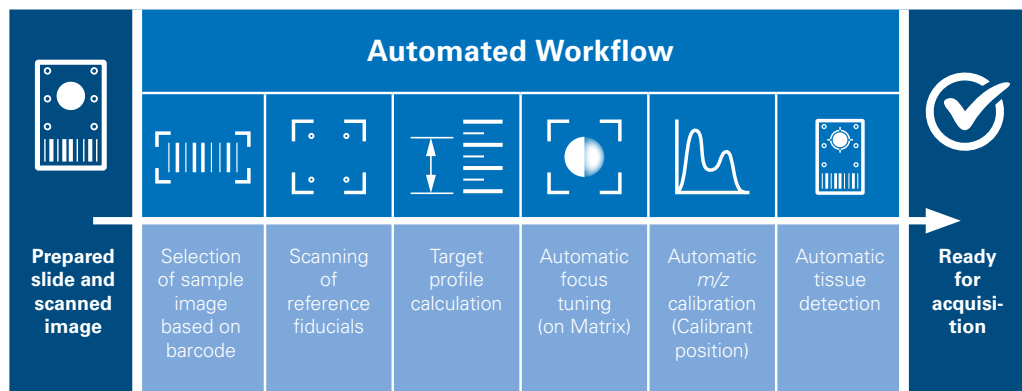 Automated Workflow
Prepared
slide and
scanned
image
Selection
of sample
image
based on
barcode
Scanning
of
reference
fiducials
Target
profile
calculation
Automatic
focus
tuning
(on Matrix)
Automatic
m/z
calibration
(Calibrant
position)
Automatic
tissue
detection
Ready
for
acquisi-
tion